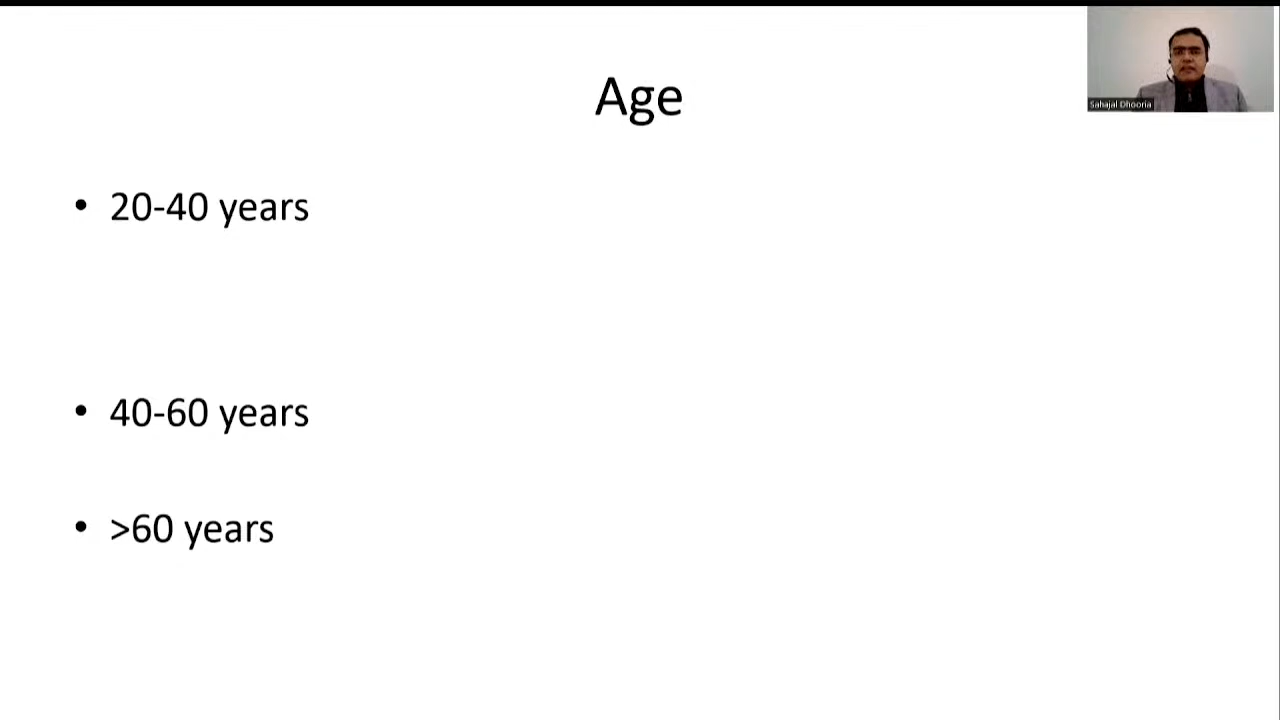 Age
Sahajal Dhooria
• 20-40 years
• 40-60 years
• >60 years